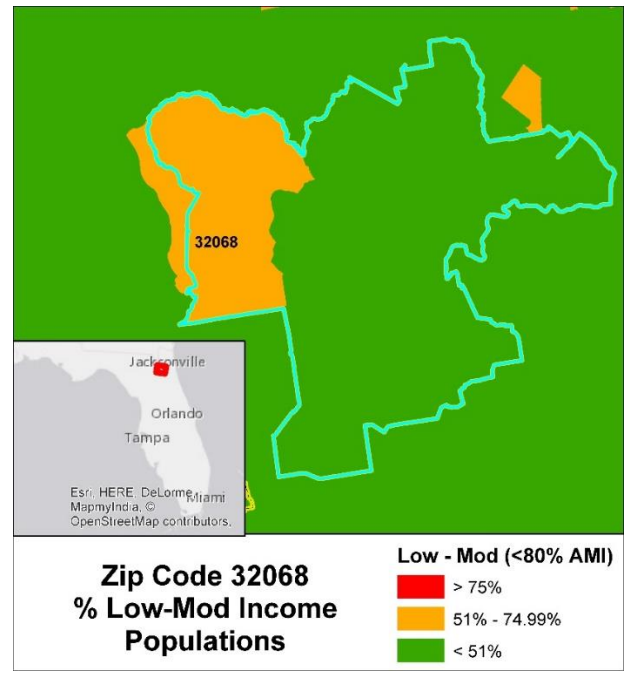 32068
Jacksonville
Orlando
Tampa
Miami
Esri, HERE, DeLorme,
MapmyIndia, ©
OpenStreetMap contributors.
Zip Code 32068
% Low-Mod Income
Populations
Low - Mod (<80% AMI)
> 75%
51% - 74.99%
< 51%